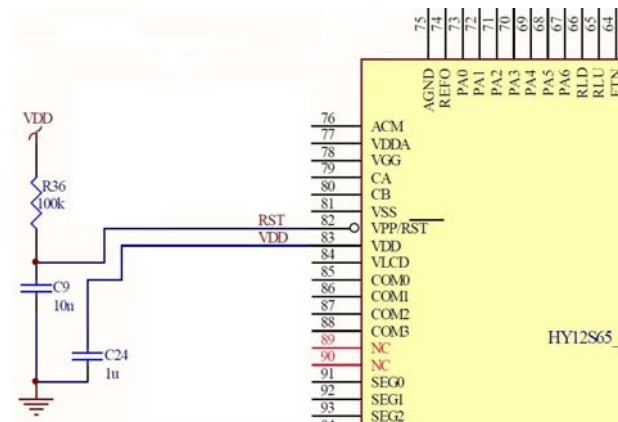 75
74
73
72
71
70
69
68
67
66
65
64
AGND
REFO
PA0
PA1
PA2
PA3
PA4
PA5
PA6
RLD
RLU
VDD
R36
100k
C9
10n
C24
1u
RST
VDD
76 ACM
77 VDDA
78 VGG
79 CA
80 CB
81 VSS
82 VPP/RST
83 VDD
84 VLCD
85 COM0
86 COM1
87 COM2
88 COM3
89 NC
90 NC
91 SEG0
92 SEG1
93 SEG2
HY12S65_